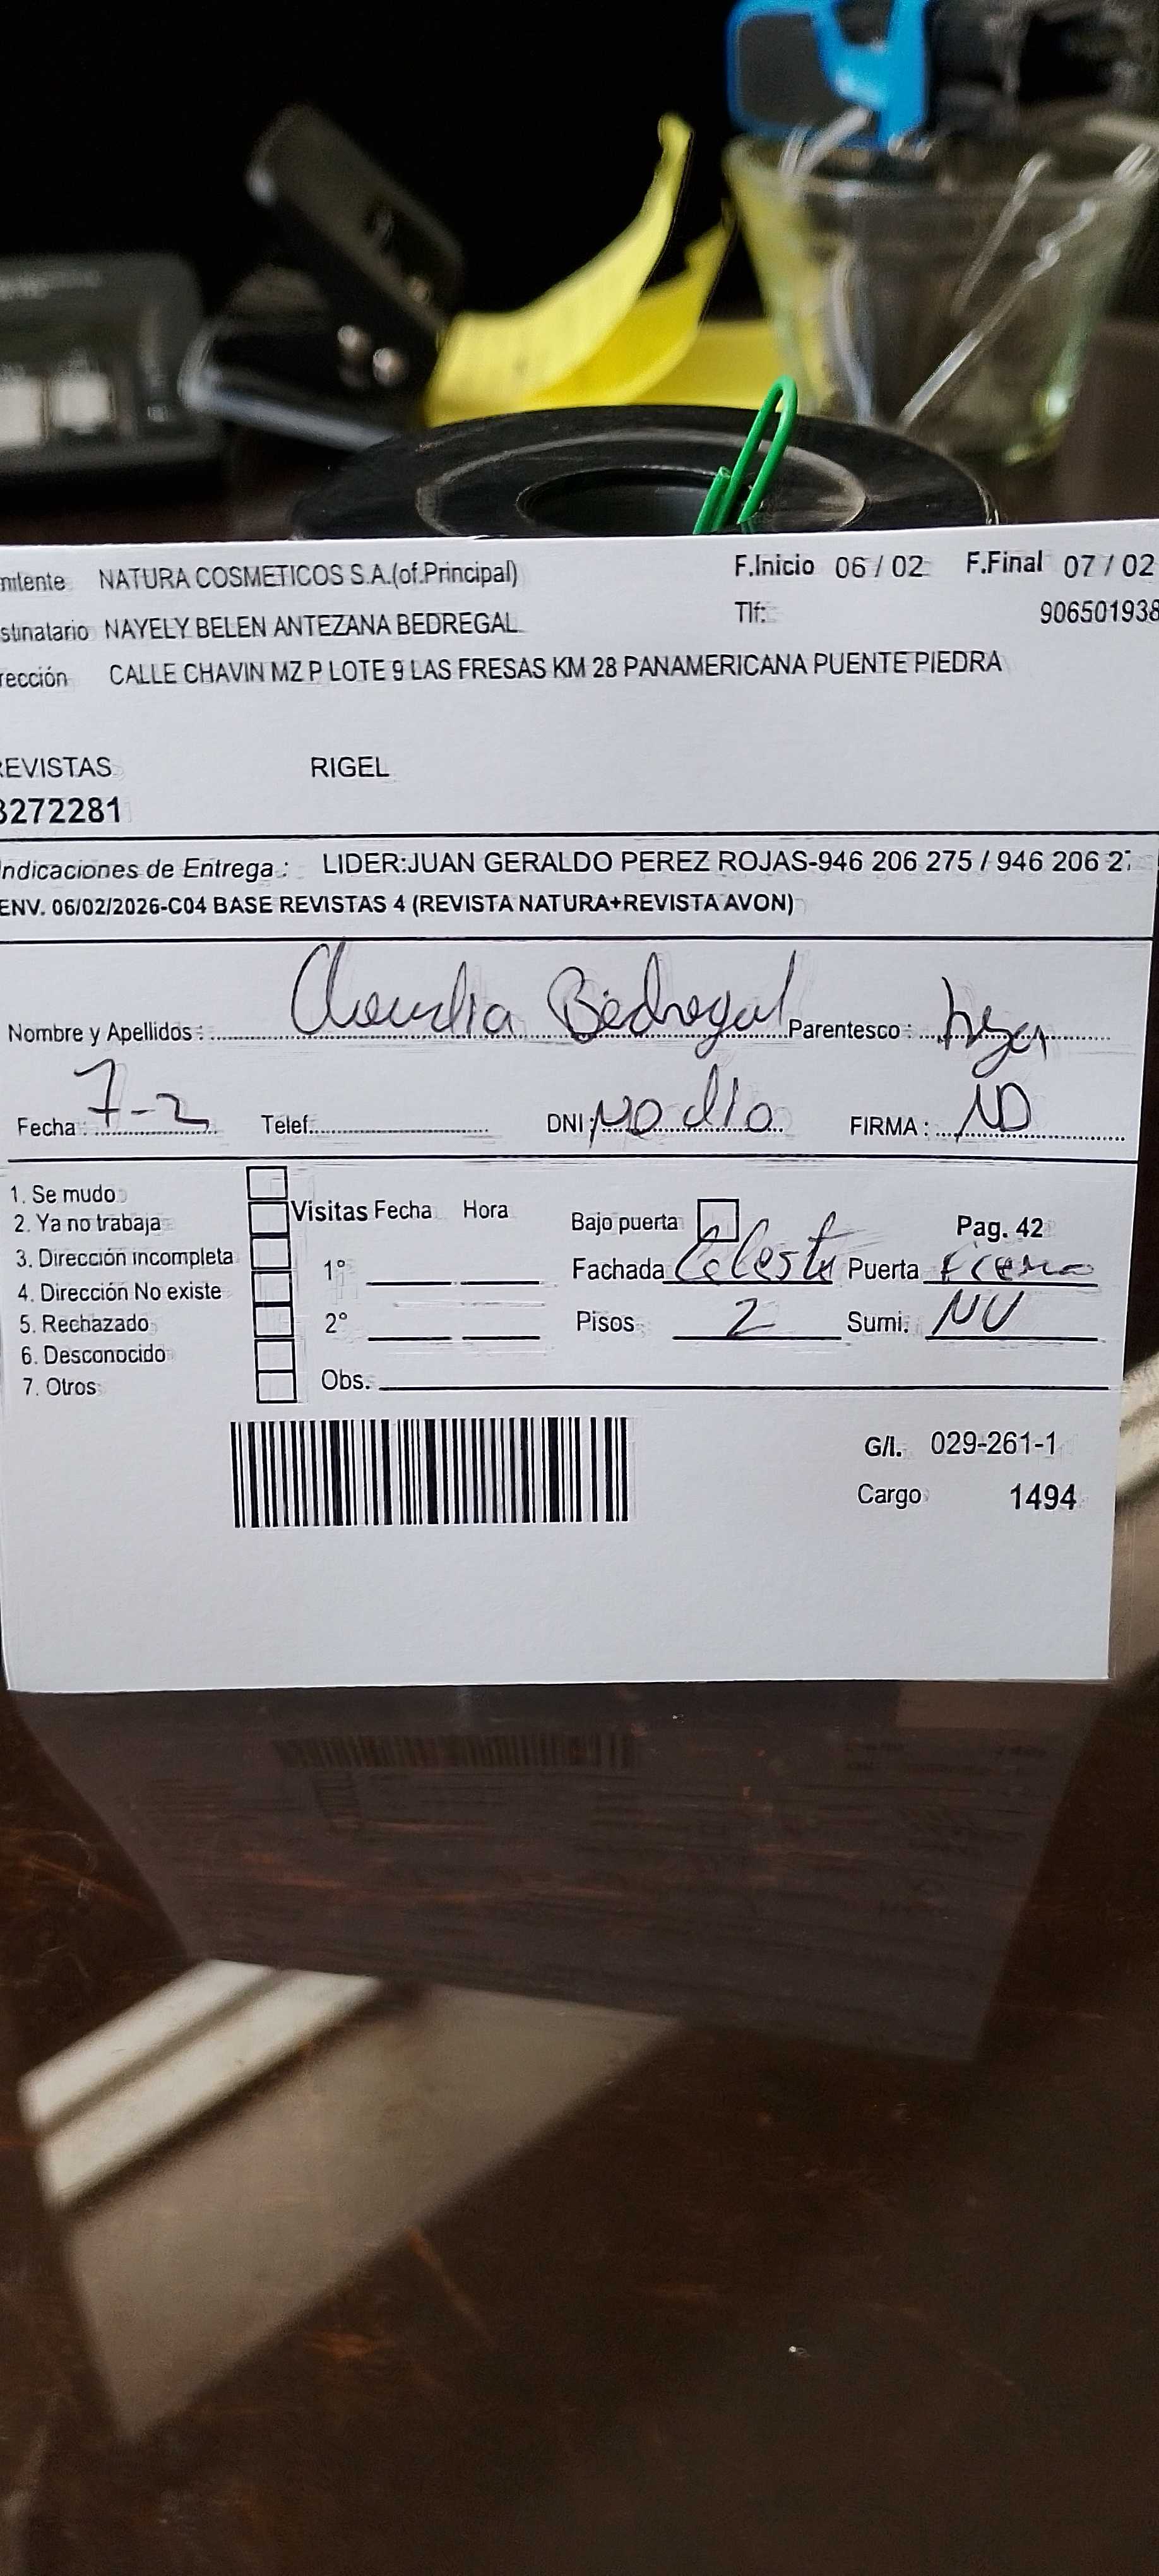 mitente NATURA COSMETICOS S.A.(of.Principal) F.Inicio 06 / 02 F.Final 07 / 02
stinatario NAYELY BELEN ANTEZANA BEDREGAL Tlf: 906501938
rección CALLE CHAVIN MZ P LOTE 9 LAS FRESAS KM 28 PANAMERICANA PUENTE PIEDRA
REVISTAS RIGEL
3272281
Indicaciones de Entrega : LIDER:JUAN GERALDO PEREZ ROJAS-946 206 275 / 946 206 27
ENV. 06/02/2026-C04 BASE REVISTAS 4 (REVISTA NATURA+REVISTA AVON)
Nombre y Apellidos : Claudia Bedregal Parentesco :
Fecha : 7-2 Telef. DNI : NO dio FIRMA : ND
1. Se mudo
2. Ya no trabaja Visitas Fecha Hora Bajo puerta Pag. 42
3. Dirección incompleta 1° Fachada Celeste Puerta
4. Dirección No existe
5. Rechazado 2° Pisos 2 Sumi. NV
6. Desconocido
7. Otros Obs.
G/I. 029-261-1
Cargo 1494